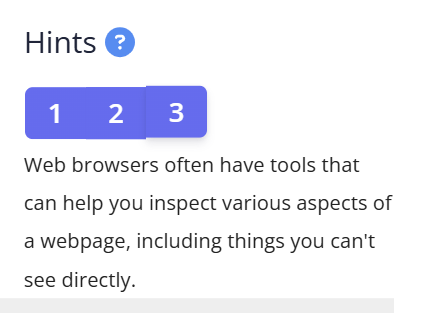 Hints ?
1 2 3
Web browsers often have tools that
can help you inspect various aspects of
a webpage, including things you can't
see directly.